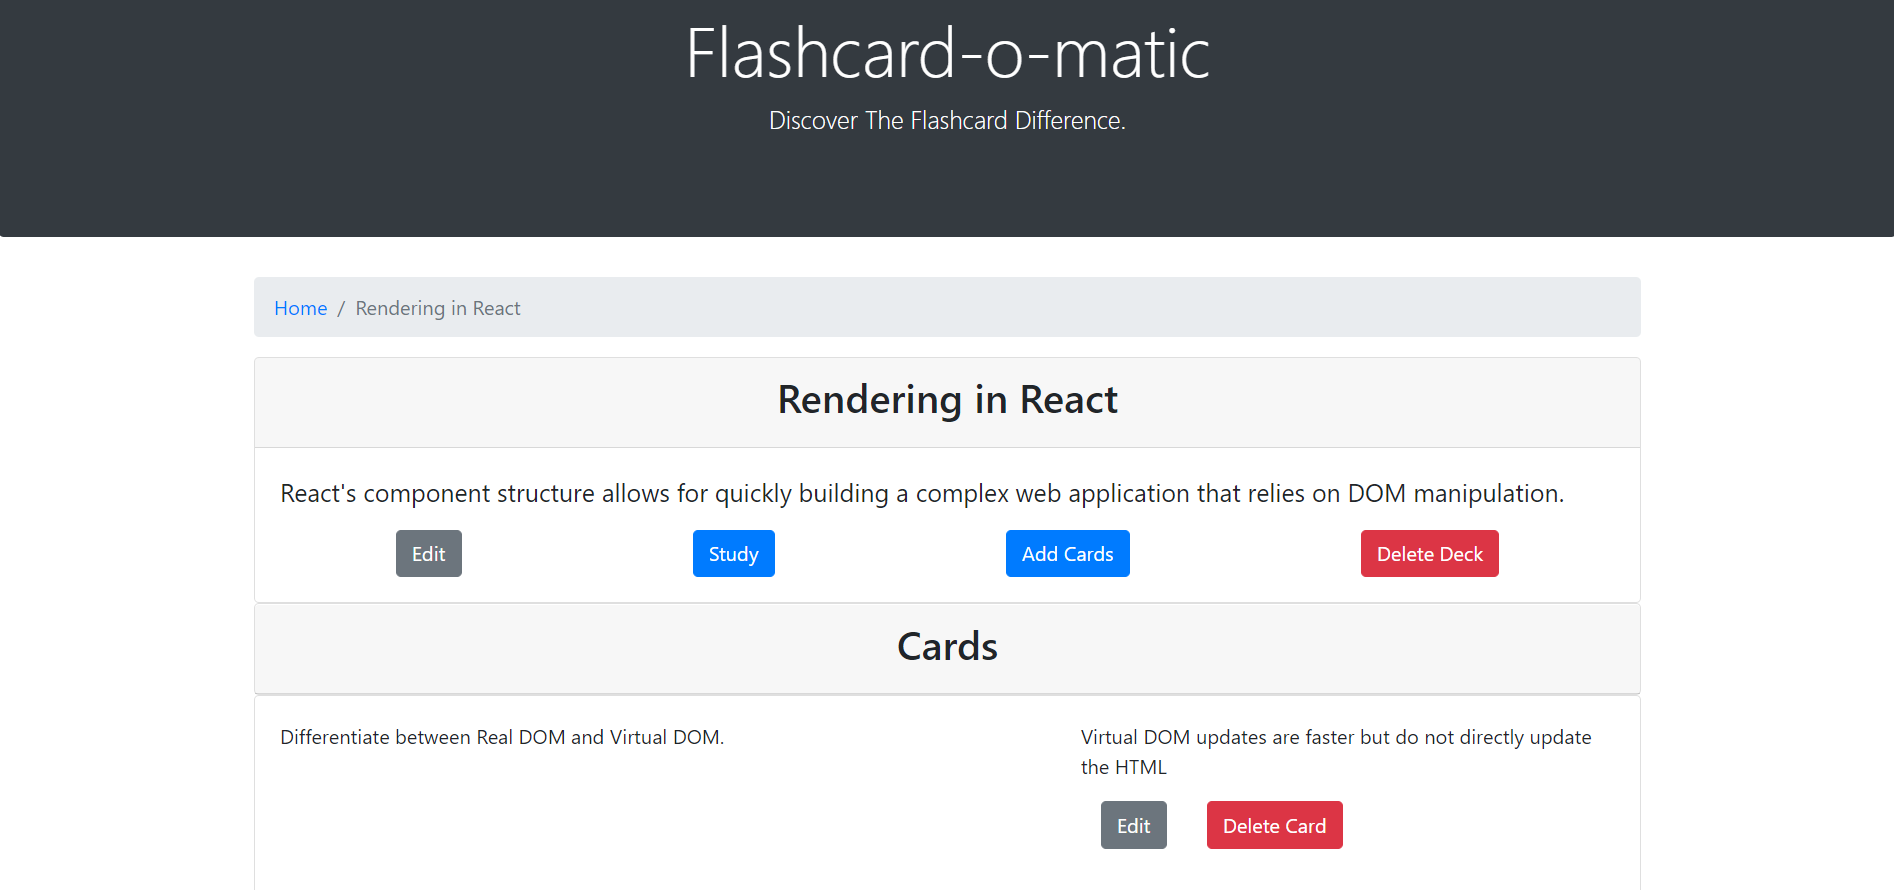 Flashcard-o-matic
Discover The Flashcard Difference.
Home / Rendering in React
Rendering in React
React's component structure allows for quickly building a complex web application that relies on DOM manipulation.
Edit Study Add Cards Delete Deck
Cards
Differentiate between Real DOM and Virtual DOM.
Virtual DOM updates are faster but do not directly update
the HTML
Edit Delete Card